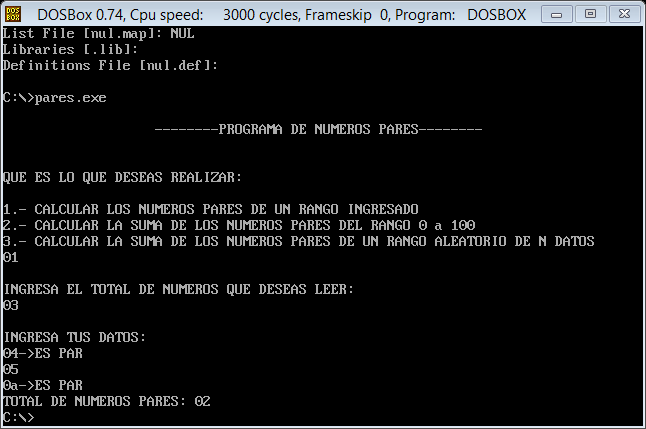 DOSBox 0.74, Cpu speed: 3000 cycles, Frameskip 0, Program: DOSBOX
List File [nul.map]: NUL
Libraries [.lib]:
Definitions File [nul.def]:
C:\>pares.exe
--------PROGRAMA DE NUMEROS PARES--------
QUE ES LO QUE DESEAS REALIZAR:
1.- CALCULAR LOS NUMEROS PARES DE UN RANGO INGRESADO
2.- CALCULAR LA SUMA DE LOS NUMEROS PARES DEL RANGO 0 a 100
3.- CALCULAR LA SUMA DE LOS NUMEROS PARES DE UN RANGO ALEATORIO DE N DATOS
01
INGRESA EL TOTAL DE NUMEROS QUE DESEAS LEER:
03
INGRESA TUS DATOS:
04->ES PAR
05
0a->ES PAR
TOTAL DE NUMEROS PARES: 02
C:\>